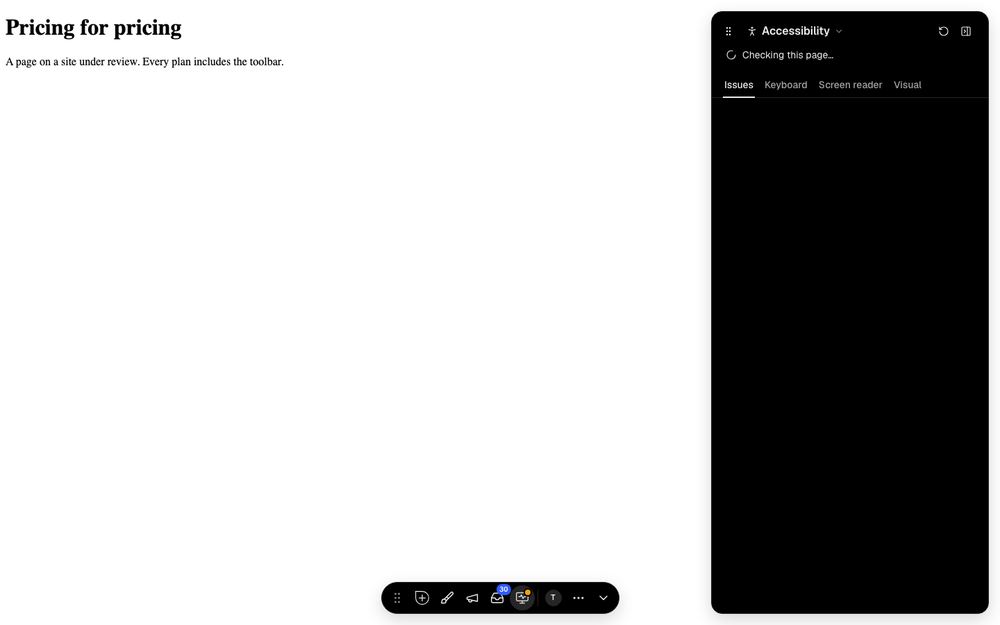 Pricing for pricing
A page on a site under review. Every plan includes the toolbar.
Accessibility
Checking this page...
Issues Keyboard Screen reader Visual
30
T